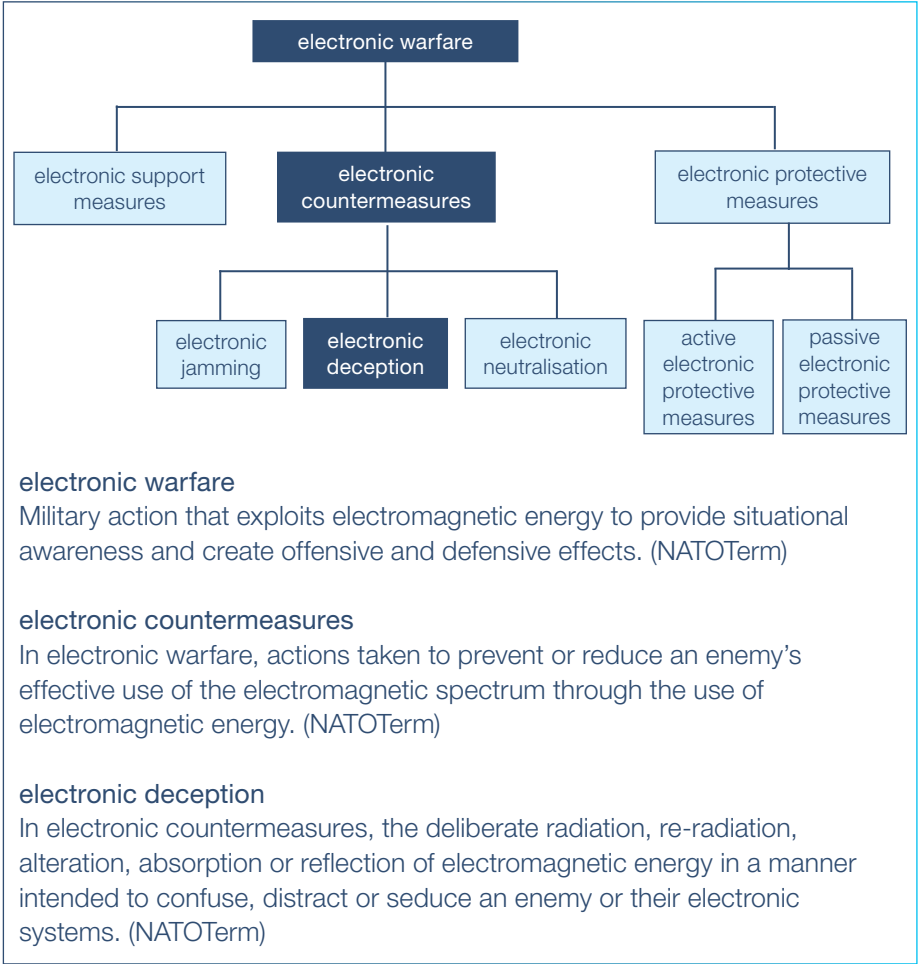 electronic warfare
electronic support
measures
electronic
countermeasures
electronic protective
measures
electronic
jamming
electronic
deception
electronic
neutralisation
active
electronic
protective
measures
passive
electronic
protective
measures
electronic warfare
Military action that exploits electromagnetic energy to provide situational
awareness and create offensive and defensive effects. (NATOTerm)
electronic countermeasures
In electronic warfare, actions taken to prevent or reduce an enemy’s
effective use of the electromagnetic spectrum through the use of
electromagnetic energy. (NATOTerm)
electronic deception
In electronic countermeasures, the deliberate radiation, re-radiation,
alteration, absorption or reflection of electromagnetic energy in a manner
intended to confuse, distract or seduce an enemy or their electronic
systems. (NATOTerm)